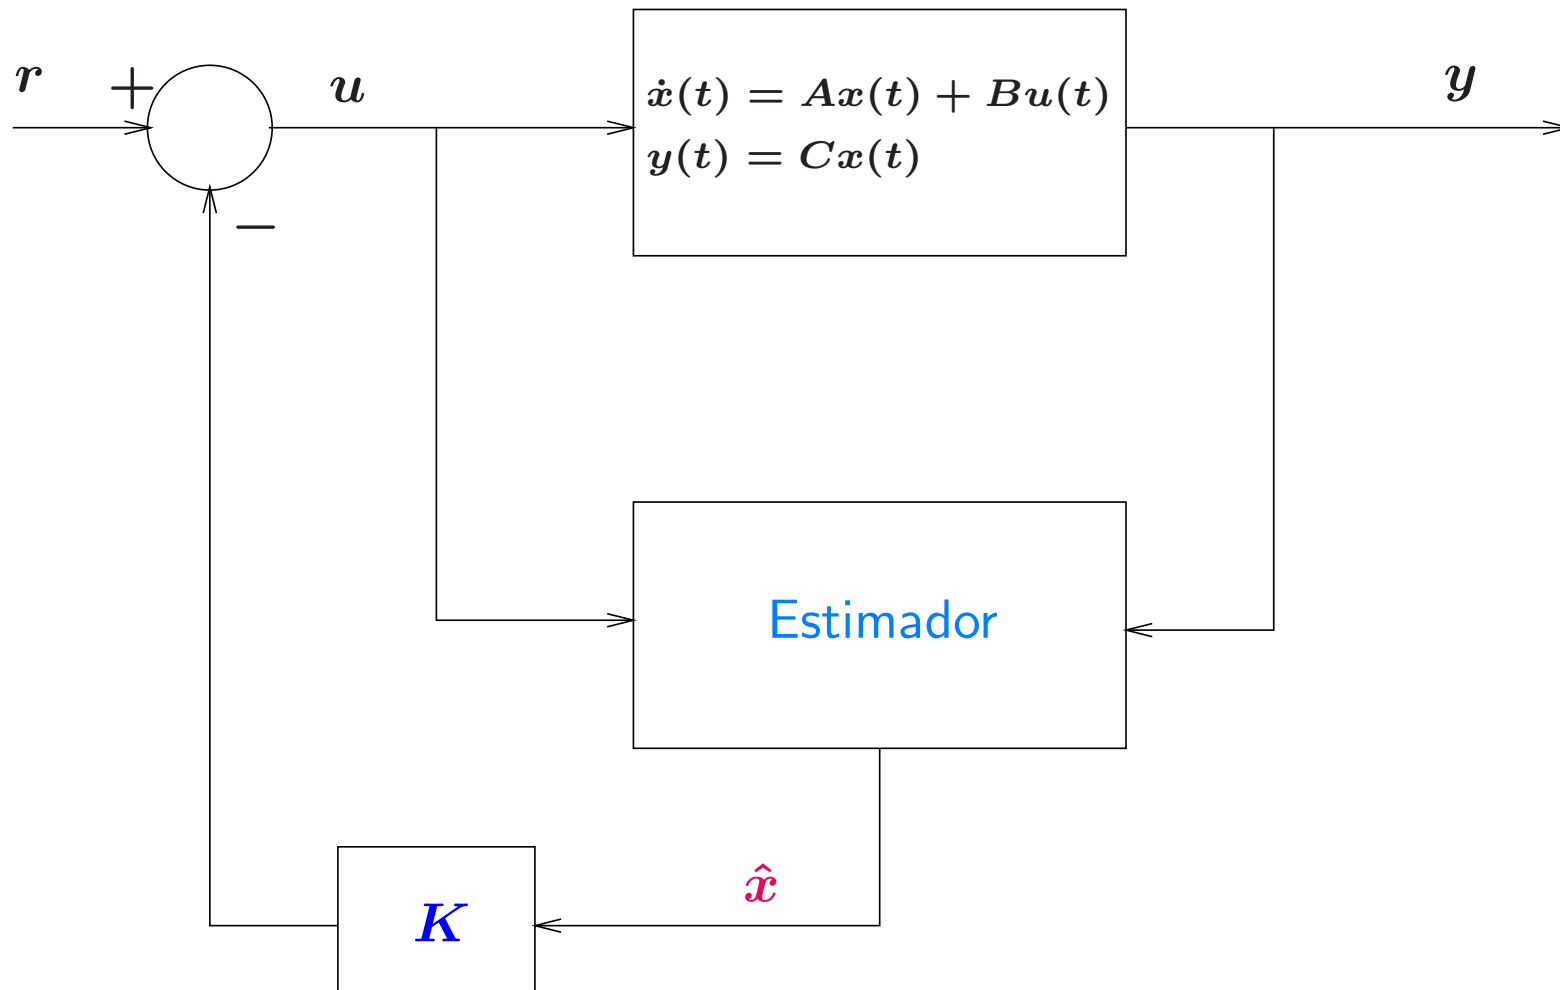 r
+
u
ẋ(t) = Ax(t) + Bu(t)
y(t) = Cx(t)
y
−
Estimador
x̂
K